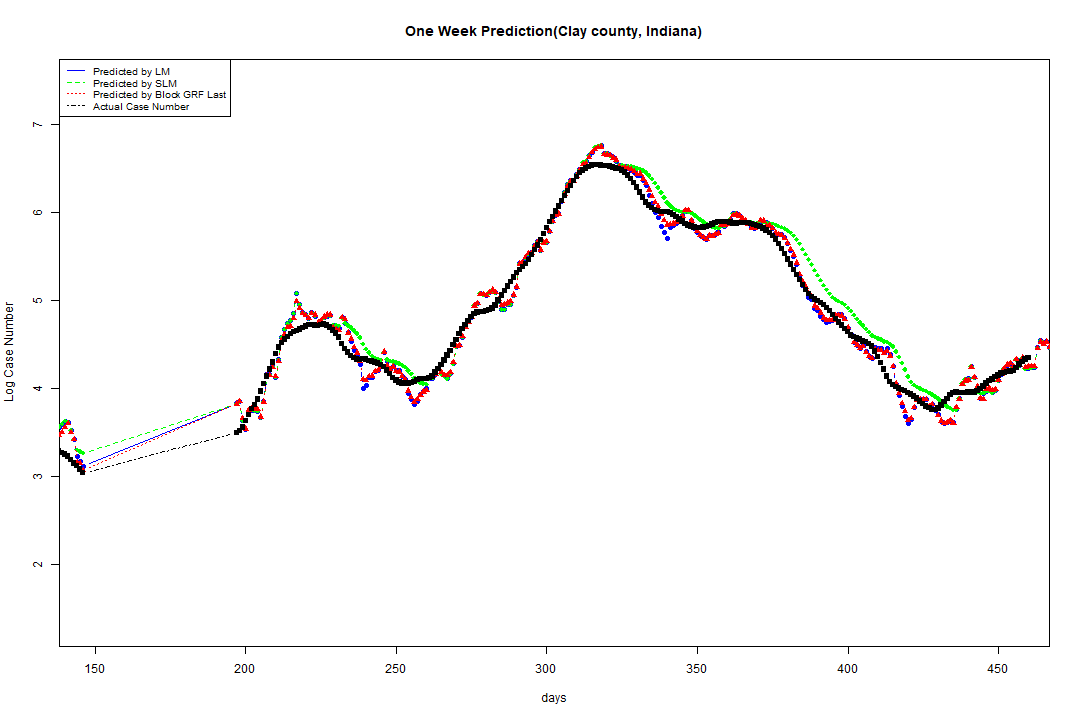 One Week Prediction(Clay county, Indiana)
Predicted by LM
Predicted by SLM
Predicted by Block GRF Last
Actual Case Number
Log Case Number
7
6
5
4
3
2
150 200 250 300 350 400 450
days